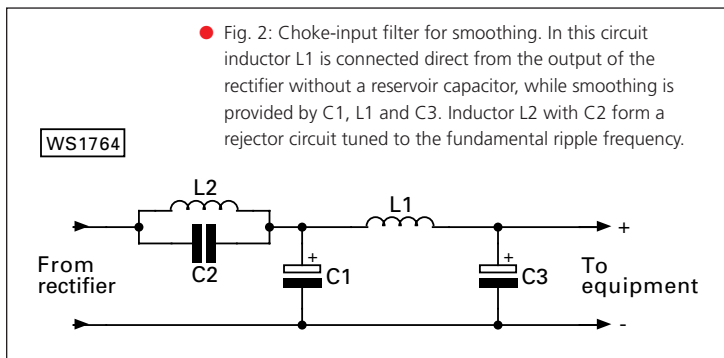 Fig. 2: Choke-input filter for smoothing. In this circuit
inductor L1 is connected direct from the output of the
rectifier without a reservoir capacitor, while smoothing is
provided by C1, L1 and C3. Inductor L2 with C2 form a
rejector circuit tuned to the fundamental ripple frequency.
WS1764
L2
L1
+
C2
From
rectifier
+
C1
+
C3
To
equipment
-